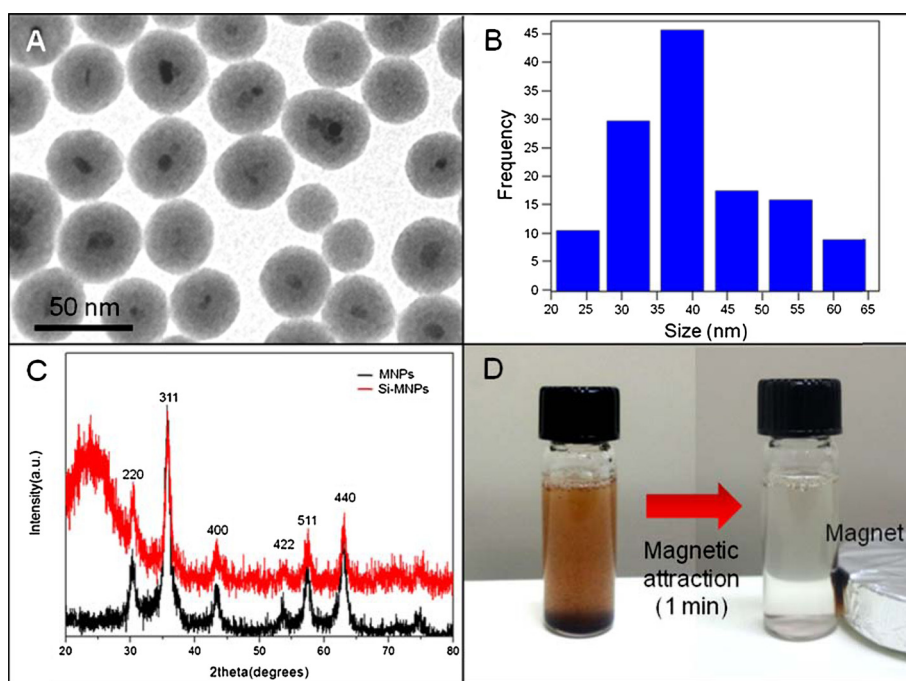 A
50 nm
B
Frequency
45
40
35
30
25
20
15
10
5
0
20 25 30 35 40 45 50 55 60 65
Size (nm)
C
MNPs
Si-MNPs
220
311
400
422
511
440
Intensity(a.u.)
20 30 40 50 60 70 80
2theta(degrees)
D
Magnetic
attraction
(1 min)
Magnet